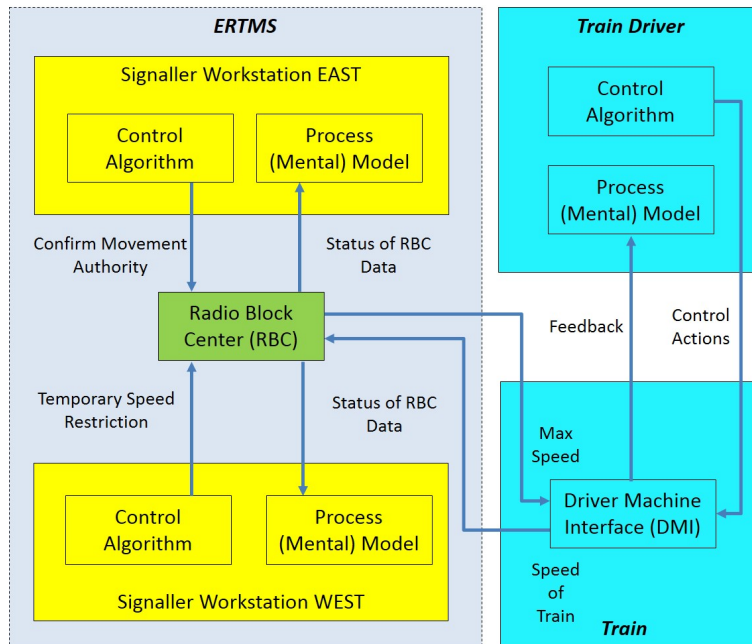 ERTMS
Signaller Workstation EAST
Control
Algorithm
Process
(Mental) Model
Confirm Movement
Authority
Status of RBC
Data
Radio Block
Center (RBC)
Temporary Speed
Restriction
Status of RBC
Data
Control
Algorithm
Process
(Mental) Model
Signaller Workstation WEST
Train Driver
Control
Algorithm
Process
(Mental) Model
Feedback
Control
Actions
Max
Speed
Driver Machine
Interface (DMI)
Speed
of
Train
Train